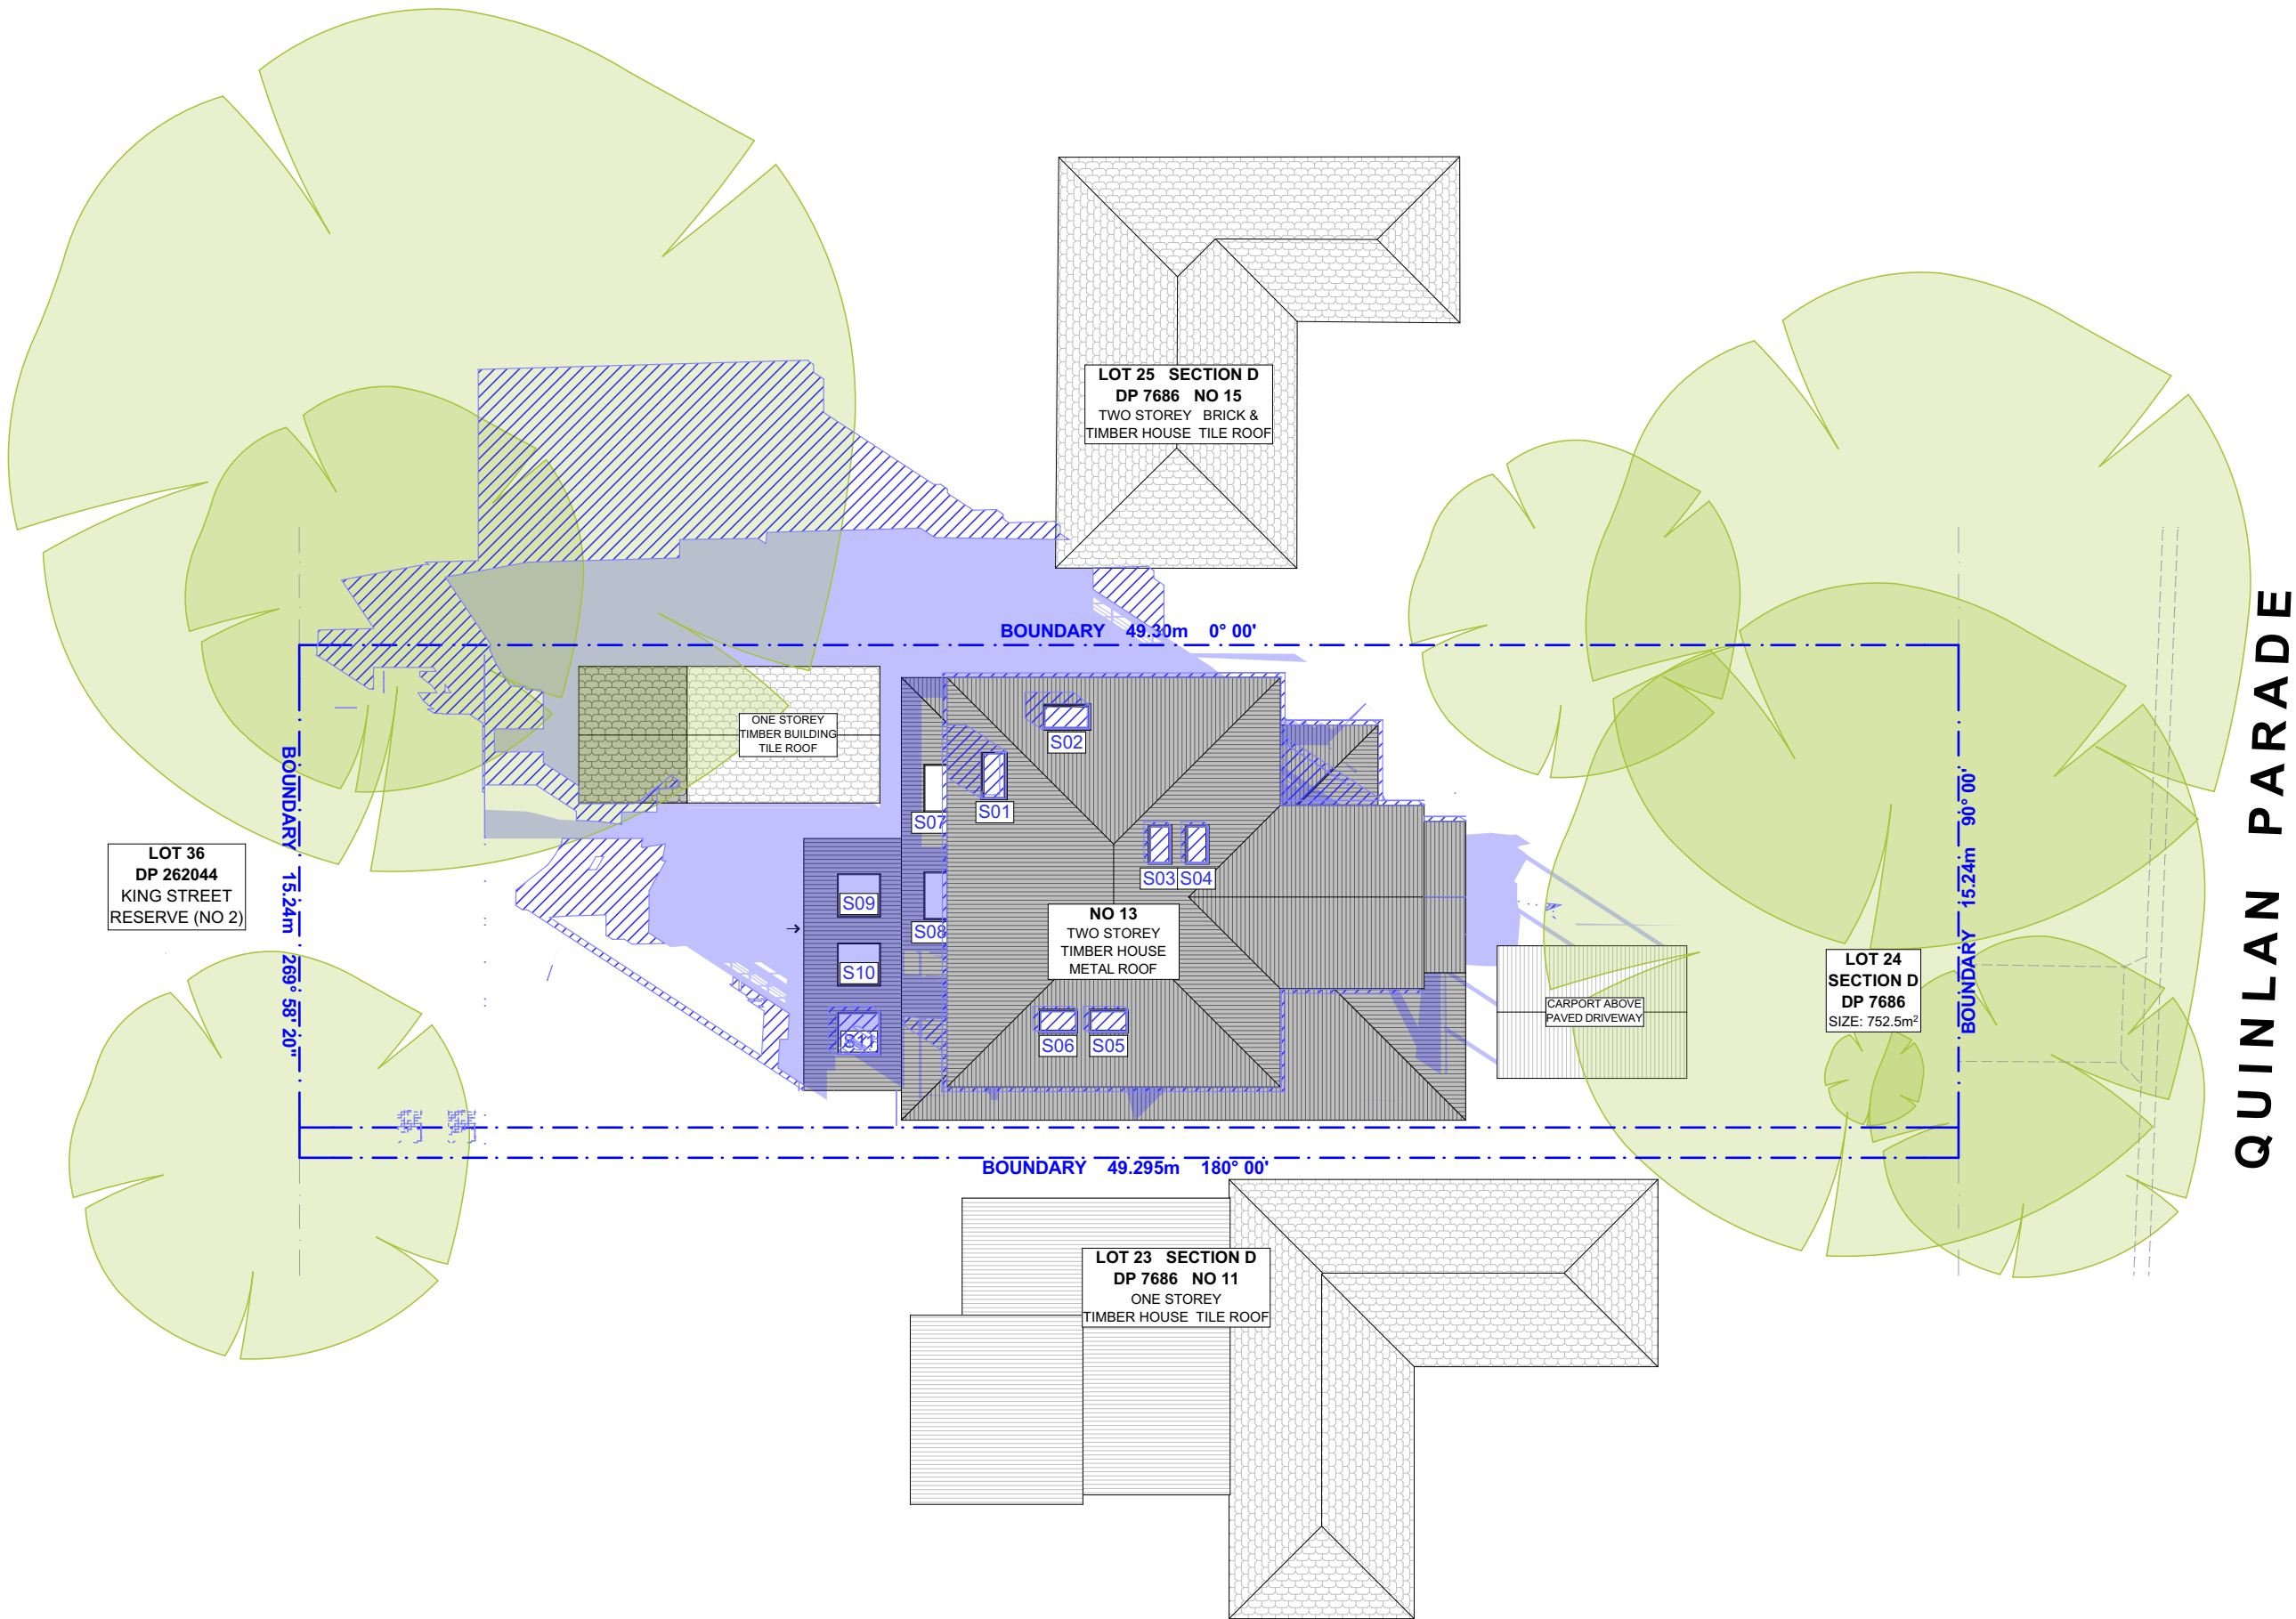 LOT 25 SECTION D
DP 7686 NO 15
TWO STOREY BRICK &
TIMBER HOUSE TILE ROOF
BOUNDARY 49.30m 0° 00'
ONE STOREY
TIMBER BUILDING
TILE ROOF
S02
S01
S07
S03
S04
S09
S08
S10
S11
S06
S05
NO 13
TWO STOREY
TIMBER HOUSE
METAL ROOF
LOT 36
DP 262044
KING STREET
RESERVE (NO 2)
BOUNDARY 15.24m 269° 58' 20"
CARPORT ABOVE
PAVED DRIVEWAY
LOT 24
SECTION D
DP 7686
SIZE: 752.5m²
BOUNDARY 15.24m 90° 00'
QUINLAN PARADE
BOUNDARY 49.295m 180° 00'
LOT 23 SECTION D
DP 7686 NO 11
ONE STOREY
TIMBER HOUSE TILE ROOF